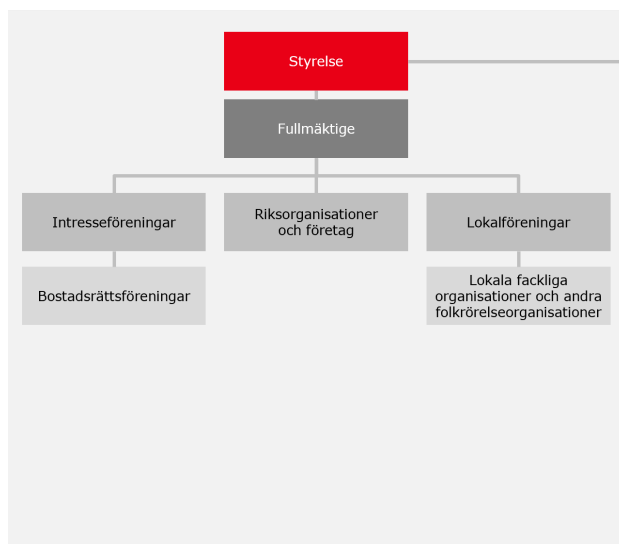 Styrelse
Fullmäktige
Intresseföreningar
Riksorganisationer
och företag
Lokalföreningar
Bostadsrättsföreningar
Lokala fackliga
organisationer och andra
folkrörelseorganisationer